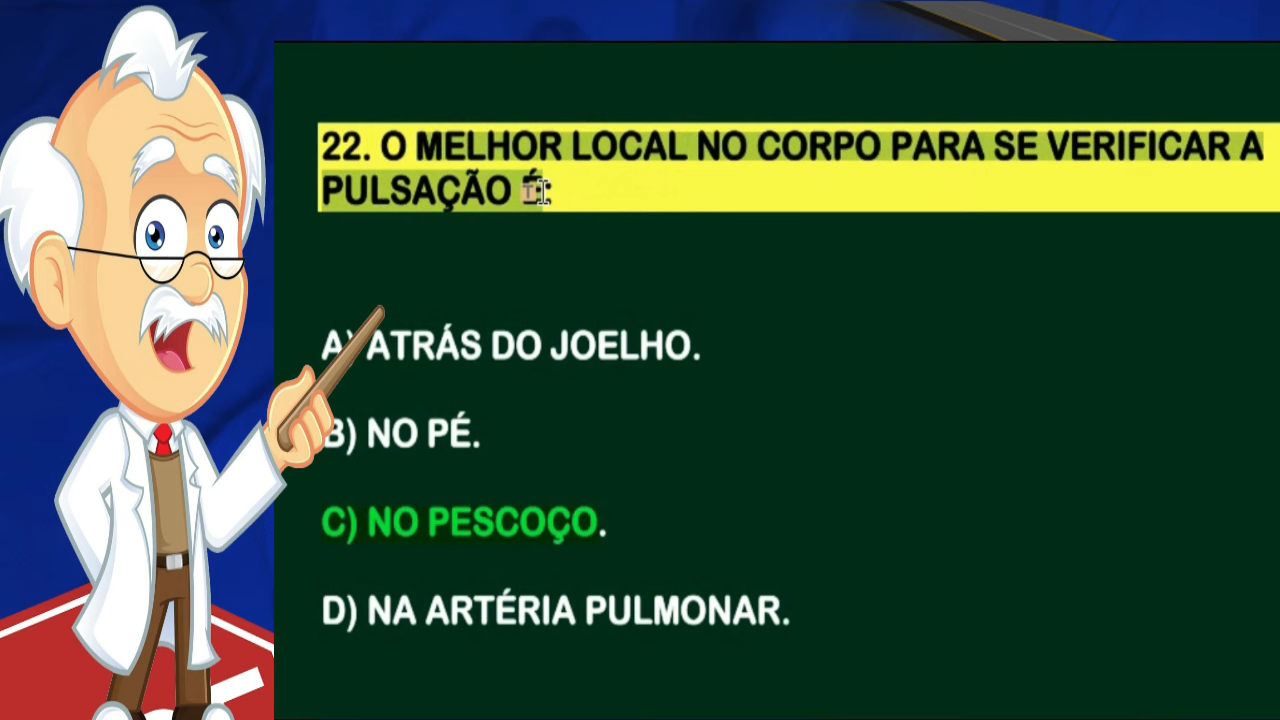 22. O MELHOR LOCAL NO CORPO PARA SE VERIFICAR A
PULSAÇÃO É:
A) ATRÁS DO JOELHO.
B) NO PÉ.
C) NO PESCOÇO.
D) NA ARTÉRIA PULMONAR.